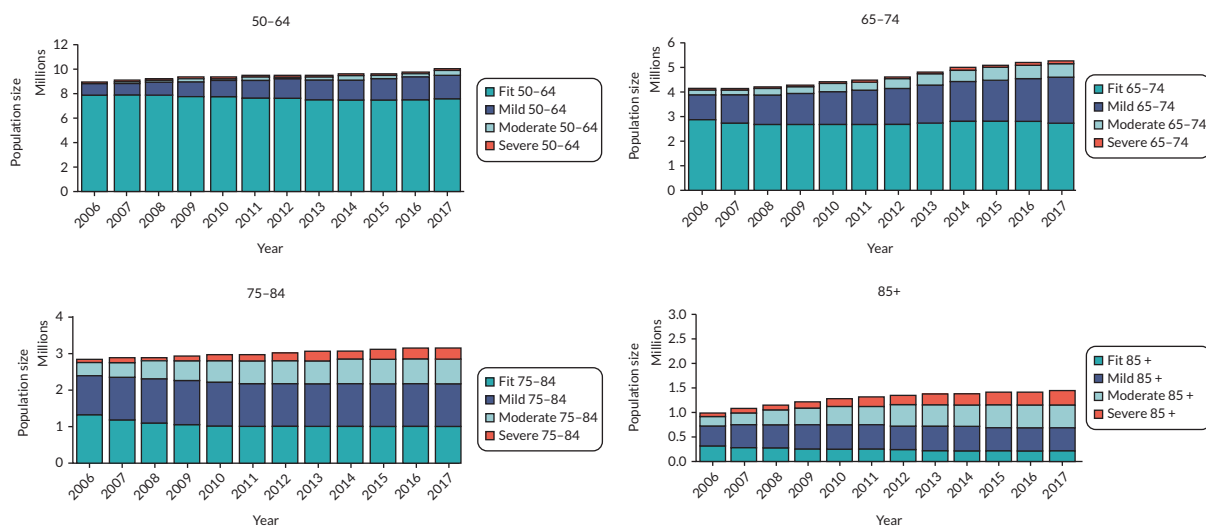 50–64
Population size
Millions
12
10
8
6
4
2
0
2006
2007
2008
2009
2010
2011
2012
2013
2014
2015
2016
2017
Year
Fit 50–64
Mild 50–64
Moderate 50–64
Severe 50–64
65–74
Population size
Millions
6
5
4
3
2
1
0
2006
2007
2008
2009
2010
2011
2012
2013
2014
2015
2016
2017
Year
Fit 65–74
Mild 65–74
Moderate 65–74
Severe 65–74
75–84
Population size
Millions
4
3
2
1
0
2006
2007
2008
2009
2010
2011
2012
2013
2014
2015
2016
2017
Year
Fit 75–84
Mild 75–84
Moderate 75–84
Severe 75–84
85+
Population size
Millions
3.0
2.5
2.0
1.5
1.0
0.5
0.0
2006
2007
2008
2009
2010
2011
2012
2013
2014
2015
2016
2017
Year
Fit 85 +
Mild 85 +
Moderate 85 +
Severe 85 +